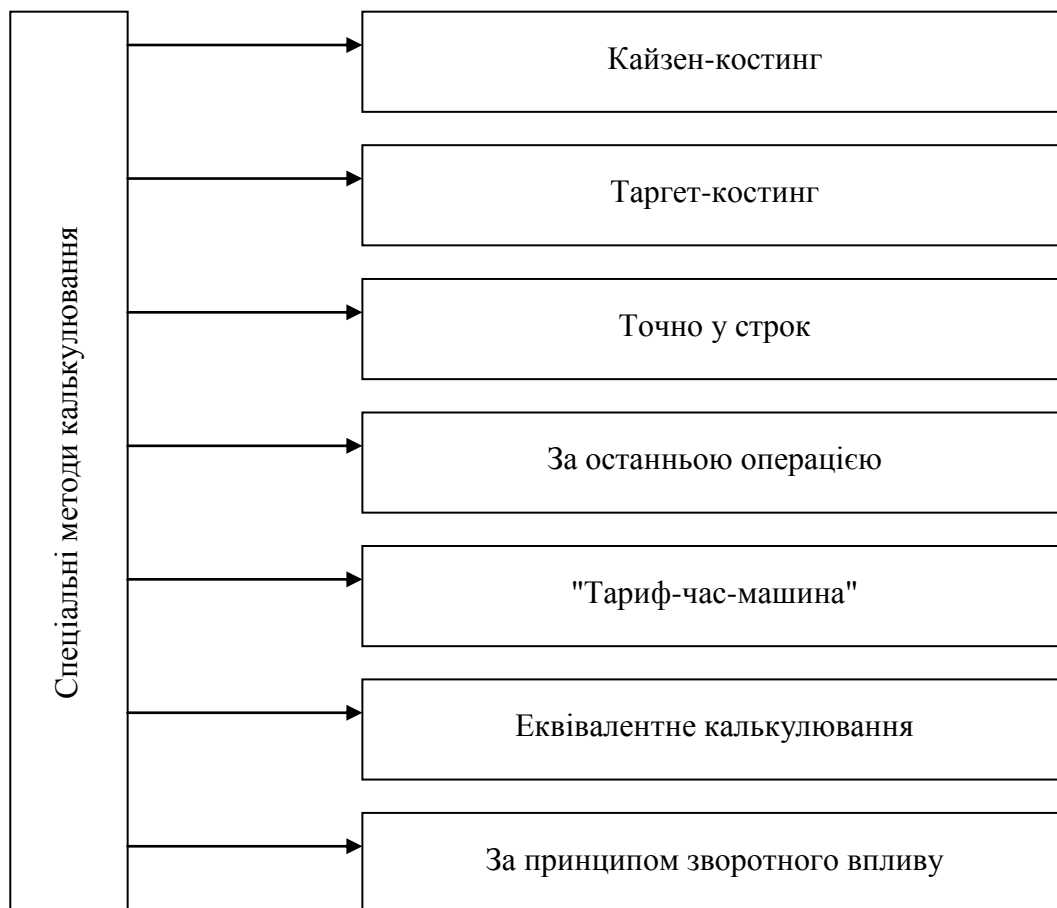 Спеціальні методи калькулювання
Кайзен-костинг
Таргет-костинг
Точно у строк
За останньою операцією
"Тариф-час-машина"
Еквівалентне калькулювання
За принципом зворотного впливу